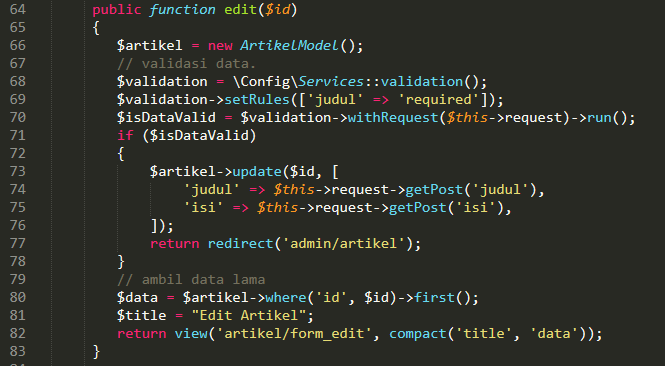 64 public function edit($id)
65 {
66 $artikel = new ArtikelModel();
67 // validasi data.
68 $validation = \Config\Services::validation();
69 $validation->setRules(['judul' => 'required']);
70 $isDataValid = $validation->withRequest($this->request)->run();
71 if ($isDataValid)
72 {
73 $artikel->update($id, [
74 'judul' => $this->request->getPost('judul'),
75 'isi' => $this->request->getPost('isi'),
76 ]);
77 return redirect('admin/artikel');
78 }
79 // ambil data lama
80 $data = $artikel->where('id', $id)->first();
81 $title = "Edit Artikel";
82 return view('artikel/form_edit', compact('title', 'data'));
83 }